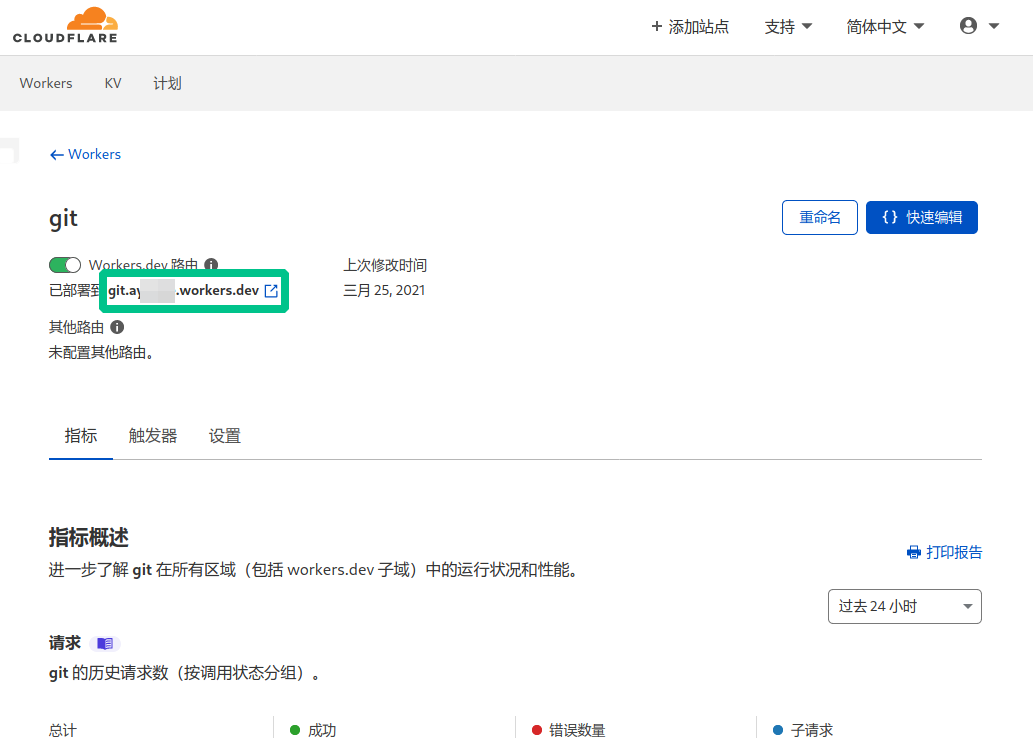 CLOUDFLARE
+ 添加站点 支持 简体中文
Workers KV 计划
← Workers
git
重命名 {} 快速编辑
Workers.dev 路由 上次修改时间
已部署到 git.ay .workers.dev 三月 25, 2021
其他路由
未配置其他路由。
指标 触发器 设置
指标概述
打印报告
进一步了解 git 在所有区域（包括 workers.dev 子域）中的运行状况和性能。
过去 24 小时
请求
git 的历史请求数（按调用状态分组）。
总计 成功 错误数量 子请求